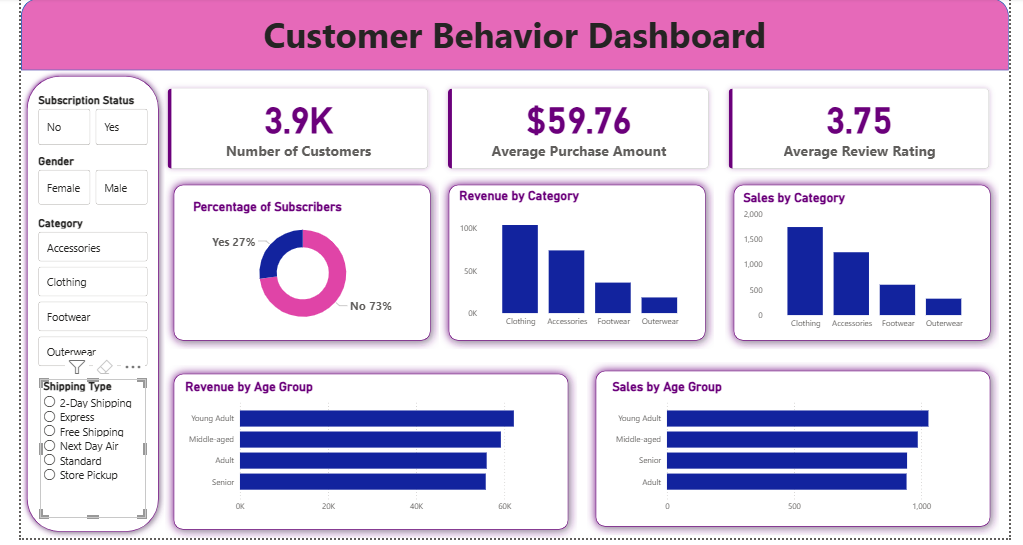 Customer Behavior Dashboard
Subscription Status
No Yes
Gender
Female Male
Category
Accessories
Clothing
Footwear
Outerwear
Shipping Type
2-Day Shipping
Express
Free Shipping
Next Day Air
Standard
Store Pickup
3.9K
Number of Customers
$59.76
Average Purchase Amount
3.75
Average Review Rating
Percentage of Subscribers
Yes 27%
No 73%
Revenue by Category
100K
50K
0K
Clothing Accessories Footwear Outerwear
Sales by Category
2,000
1,500
1,000
500
0
Clothing Accessories Footwear Outerwear
Revenue by Age Group
Young Adult
Middle-aged
Adult
Senior
0K 20K 40K 60K
Sales by Age Group
Young Adult
Middle-aged
Senior
Adult
0 500 1,000